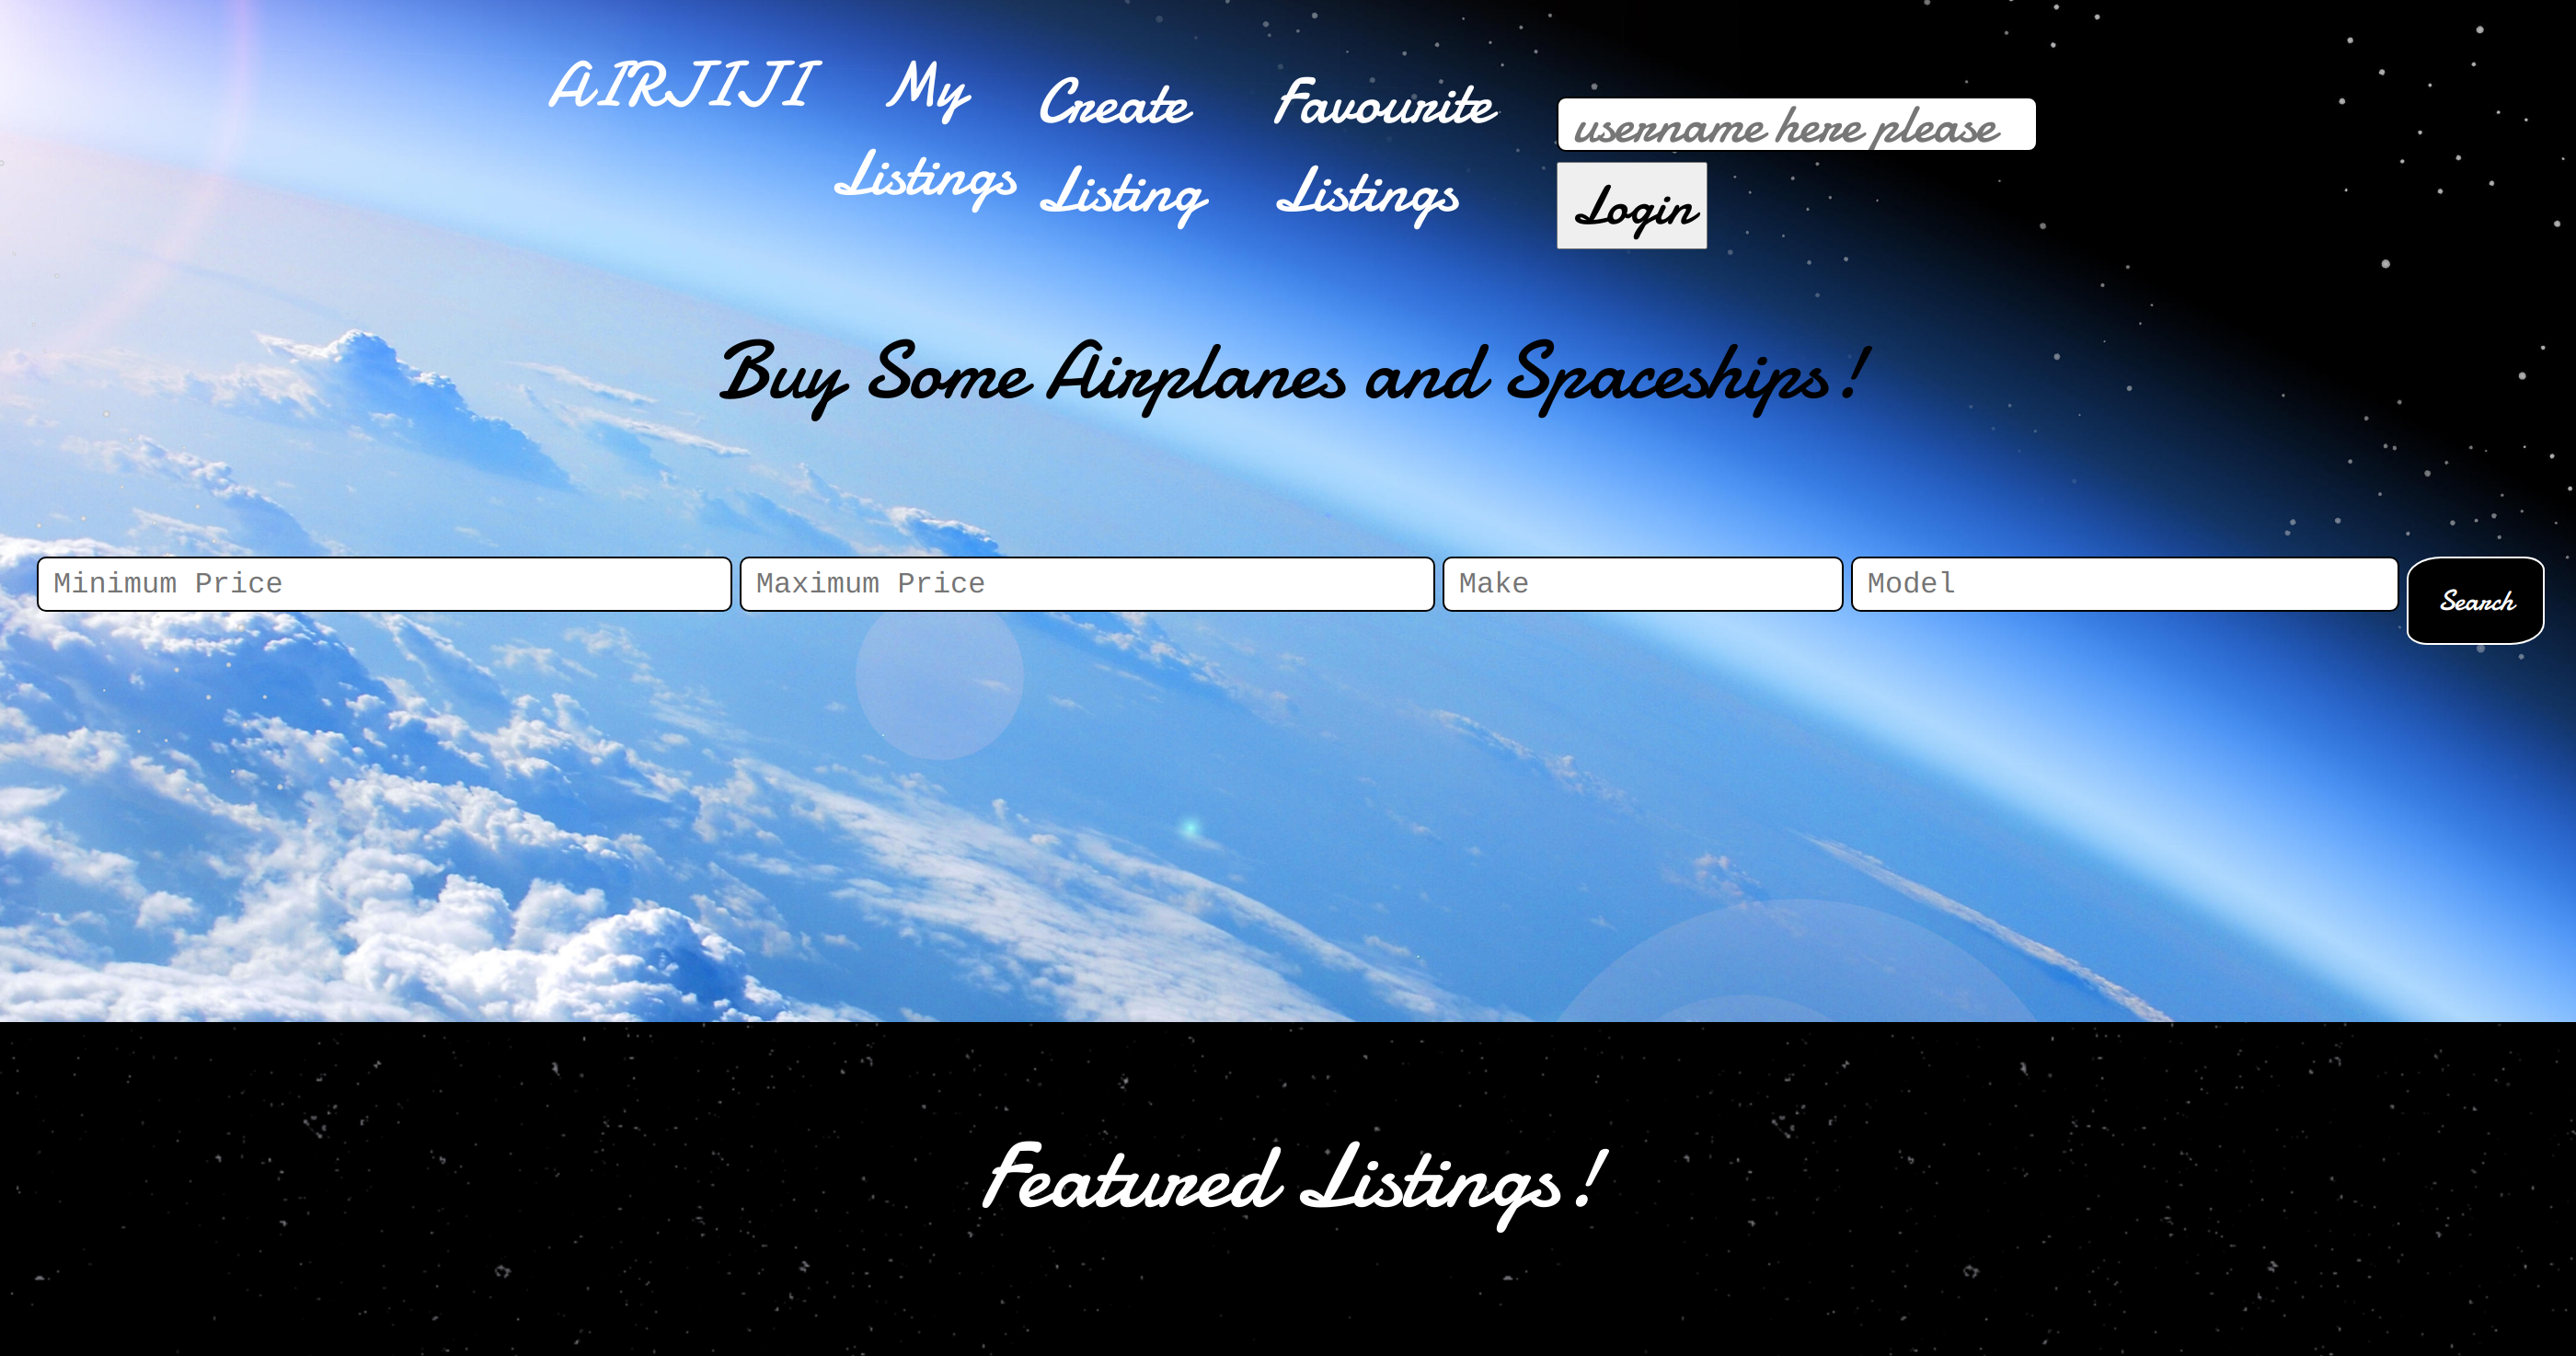 AIRJIJI
My
Listings
Create
Listing
Favourite
Listings
username here please
Login
Buy Some Airplanes and Spaceships!
Minimum Price
Maximum Price
Make
Model
Search
Featured Listings!